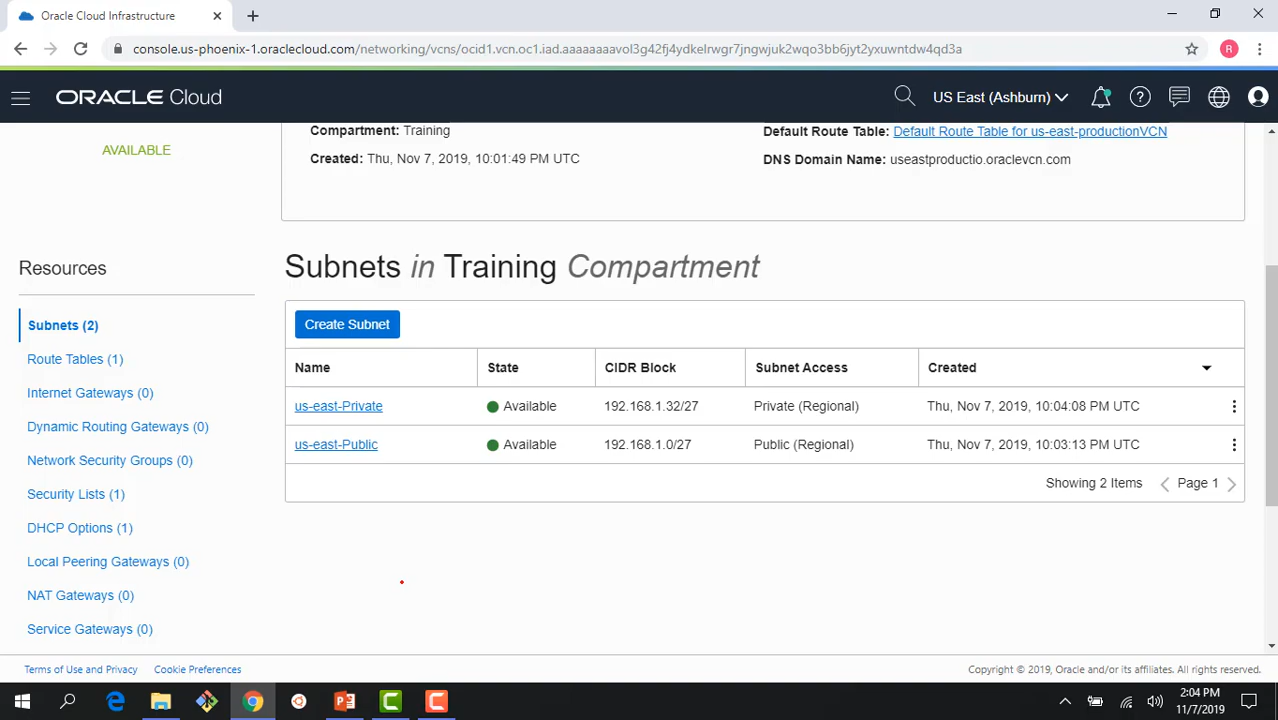 Oracle Cloud Infrastructure
console.us-phoenix-1.oraclecloud.com/networking/vcns/ocid1.vcn.oc1.iad.aaaaaaaavol3g42fj4ydkelrwgr7jngwjuk2wqo3bb6jyt2yxuwntdw4qd3a
R
ORACLE Cloud
US East (Ashburn)
AVAILABLE
Compartment: Training
Created: Thu, Nov 7, 2019, 10:01:49 PM UTC
Default Route Table: Default Route Table for us-east-productionVCN
DNS Domain Name: useastproductio.oraclevcn.com
Resources
Subnets (2)
Route Tables (1)
Internet Gateways (0)
Dynamic Routing Gateways (0)
Network Security Groups (0)
Security Lists (1)
DHCP Options (1)
Local Peering Gateways (0)
NAT Gateways (0)
Service Gateways (0)
Subnets in Training Compartment
Create Subnet
Name State CIDR Block Subnet Access Created
us-east-Private Available 192.168.1.32/27 Private (Regional) Thu, Nov 7, 2019, 10:04:08 PM UTC
us-east-Public Available 192.168.1.0/27 Public (Regional) Thu, Nov 7, 2019, 10:03:13 PM UTC
Showing 2 Items Page 1
Terms of Use and Privacy Cookie Preferences
Copyright © 2019, Oracle and/or its affiliates. All rights reserved.
2:04 PM
11/7/2019